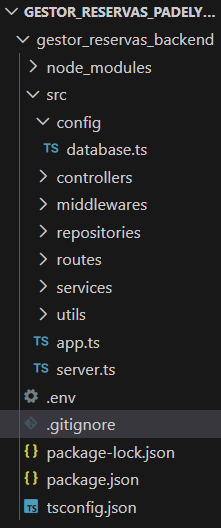 GESTOR_RESERVAS_PADELY...
gestor_reservas_backend
node_modules
src
config
TS database.ts
controllers
middlewares
repositories
routes
services
utils
TS app.ts
TS server.ts
.env
.gitignore
{} package-lock.json
{} package.json
TS tsconfig.json